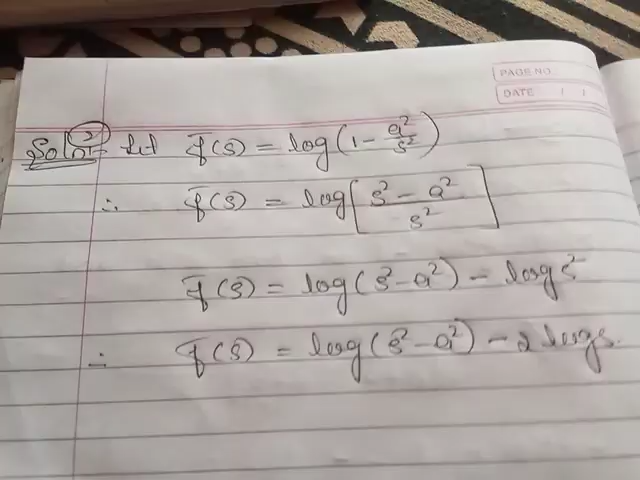 PAGE NO.
DATE / /
Solⁿ 2 = Let f̄(s) = log(1 - a²/s²)
∴ f̄(s) = log[s² - a² / s²]
f̄(s) = log(s² - a²) - log s²
∴ f̄(s) = log(s² - a²) - 2 log s.